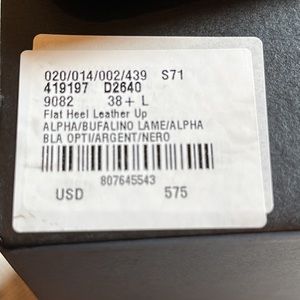 020/014/002/439 S71
419197 D2640
9082 38+ L
Flat Heel Leather Up
ALPHA/BUFALINO LAME/ALPHA
BLA OPTI/ARGENT/NERO
807645543
USD 575